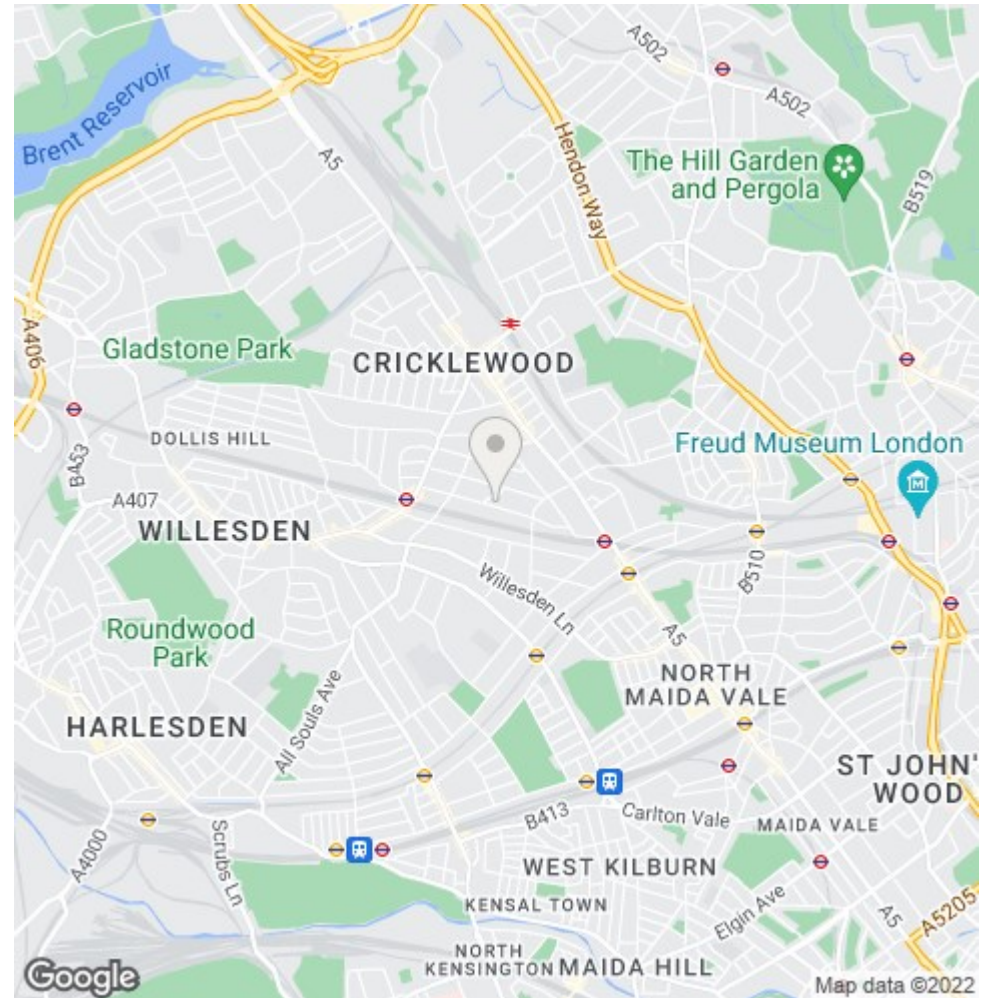 A502
A502
Brent Reservoir
A5
Hendon Way
The Hill Garden
and Pergola
B519
A406
Gladstone Park
CRICKLEWOOD
DOLLIS HILL
B453
Freud Museum London
M
A407
WILLESDEN
B510
Willesden Ln
A5
Roundwood
Park
NORTH
MAIDA VALE
HARLESDEN
All Souls Ave
ST JOHN'
WOOD
B413
Carlton Vale
MAIDA VALE
A4000
Scrubs Ln
WEST KILBURN
KENSAL TOWN
Elgin Ave
A5
A5205
NORTH
KENSINGTON
MAIDA HILL
Google
Map data ©2022